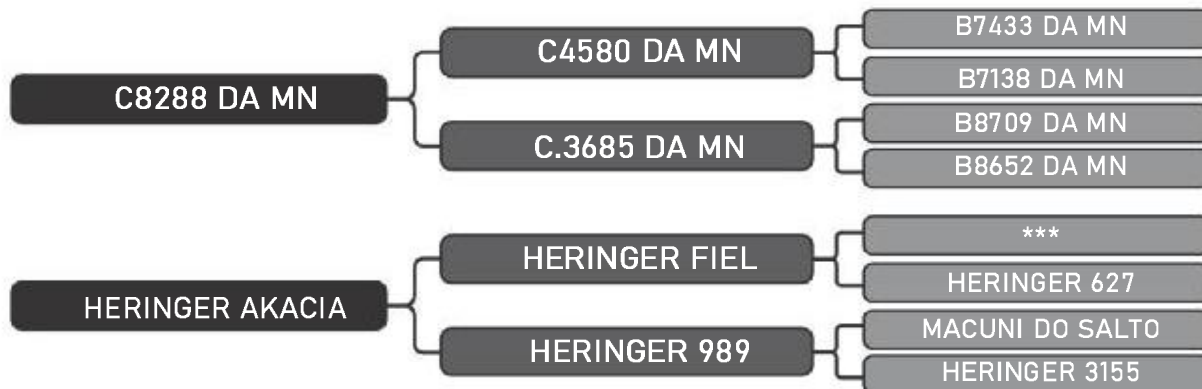 C8288 DA MN
C4580 DA MN
B7433 DA MN
B7138 DA MN
C.3685 DA MN
B8709 DA MN
B8652 DA MN
HERINGER AKACIA
HERINGER FIEL
***
HERINGER 627
HERINGER 989
MACUNI DO SALTO
HERINGER 3155